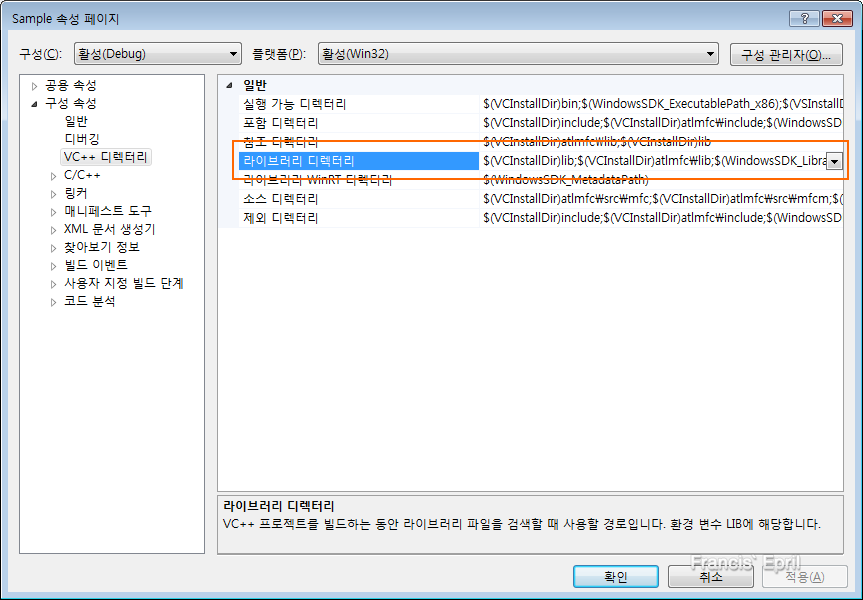 Sample 속성 페이지
구성(C): 활성(Debug) 플랫폼(P): 활성(Win32) 구성 관리자(O)...
공용 속성
구성 속성
일반
디버깅
VC++ 디렉터리
C/C++
링커
매니페스트 도구
XML 문서 생성기
찾아보기 정보
빌드 이벤트
사용자 지정 빌드 단계
코드 분석
일반
실행 가능 디렉터리 $(VCInstallDir)bin;$(WindowsSDK_ExecutablePath_x86);$(VSInstallD
포함 디렉터리 $(VCInstallDir)include;$(VCInstallDir)atlmfc₩include;$(WindowsSD
참조 디렉터리 $(VCInstallDir)atlmfc₩lib;$(VCInstallDir)lib
라이브러리 디렉터리 $(VCInstallDir)lib;$(VCInstallDir)atlmfc₩lib;$(WindowsSDK_Libra
라이브러리 WinRT 디렉터리 $(WindowsSDK_MetadataPath)
소스 디렉터리 $(VCInstallDir)atlmfc₩src₩mfc;$(VCInstallDir)atlmfc₩src₩mfcm;$(
제외 디렉터리 $(VCInstallDir)include;$(VCInstallDir)atlmfc₩include;$(WindowsSD
라이브러리 디렉터리
VC++ 프로젝트를 빌드하는 동안 라이브러리 파일을 검색할 때 사용할 경로입니다. 환경 변수 LIB에 해당합니다.
Francis` Epril
확인 취소 적용(A)